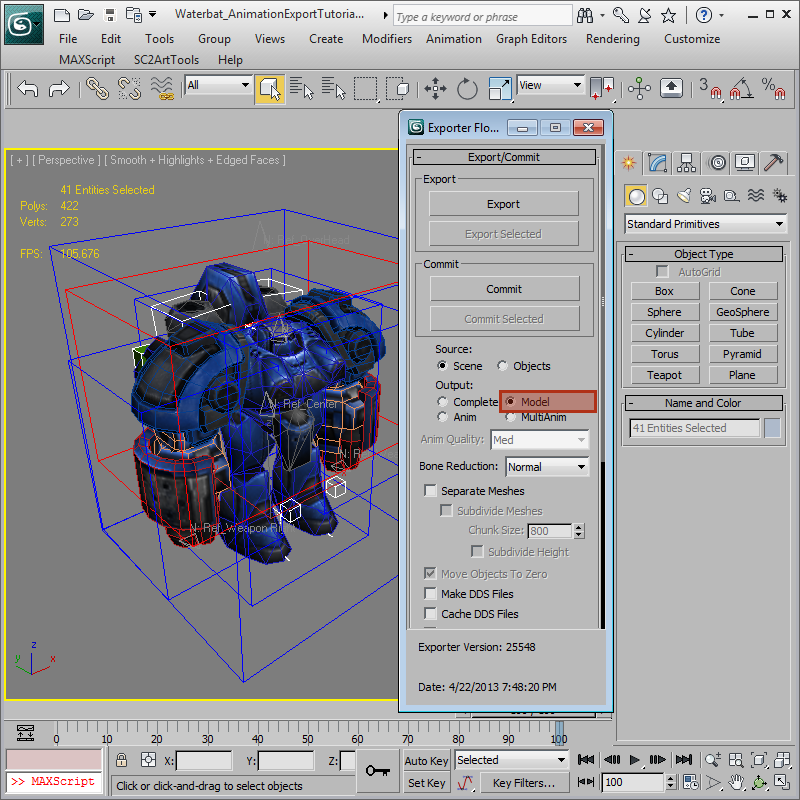 Waterbat_AnimationExportTutoria...
Type a keyword or phrase
File Edit Tools Group Views Create Modifiers Animation Graph Editors Rendering Customize
MAXScript SC2ArtTools Help
All
View
3
%
Exporter Flo...
Export/Commit
Export
Export
Export Selected
Commit
Commit
Commit Selected
Source:
Scene Objects
Output:
Complete Model
Anim MultiAnim
Anim Quality: Med
Bone Reduction: Normal
Separate Meshes
Subdivide Meshes
Chunk Size: 800
Subdivide Height
Move Objects To Zero
Make DDS Files
Cache DDS Files
Exporter Version: 25548
Date: 4/22/2013 7:48:20 PM
[ + ] [ Perspective ] [ Smooth + Highlights + Edged Faces ]
41 Entities Selected
Polys: 422
Verts: 273
FPS: 105.676
N: Ref_Overhead
N: Ref_Center
N: Re
N: Ref_Weapon Ri
z
y x
Standard Primitives
- Object Type
AutoGrid
Box Cone
Sphere GeoSphere
Cylinder Tube
Torus Pyramid
Teapot Plane
- Name and Color
41 Entities Selected
0 10 20 30 40 50 60 70 80 90 100
X: Y: Z:
Auto Key Selected
>> MAXScript
Click or click-and-drag to select objects
Set Key Key Filters...
100